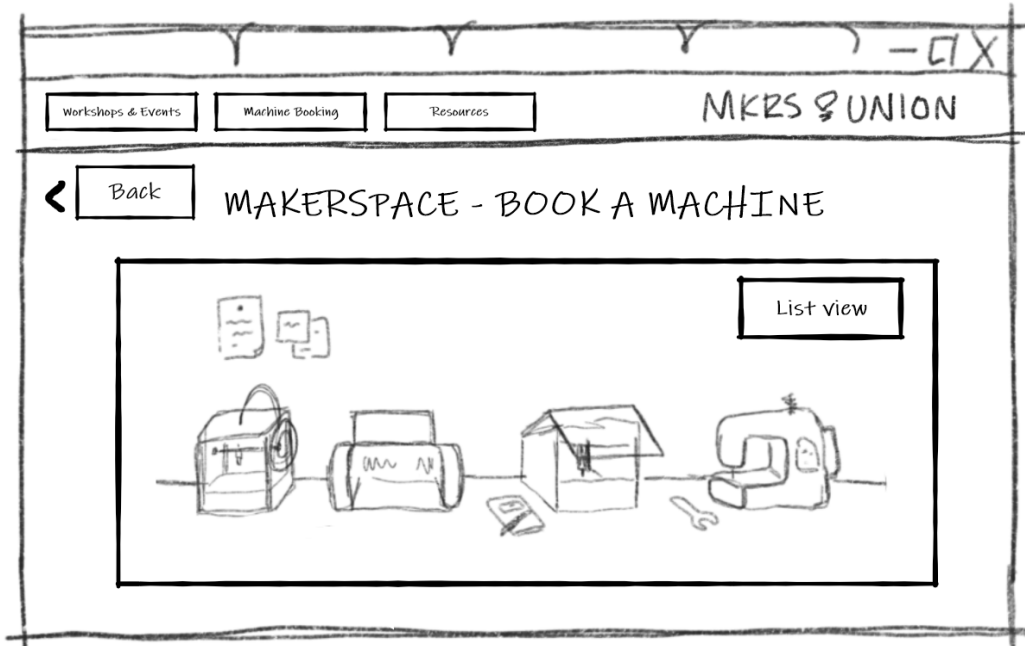 Workshops & Events
Machine Booking
Resources
MKRS & UNION
< Back
MAKERSPACE - BOOK A MACHINE
List view